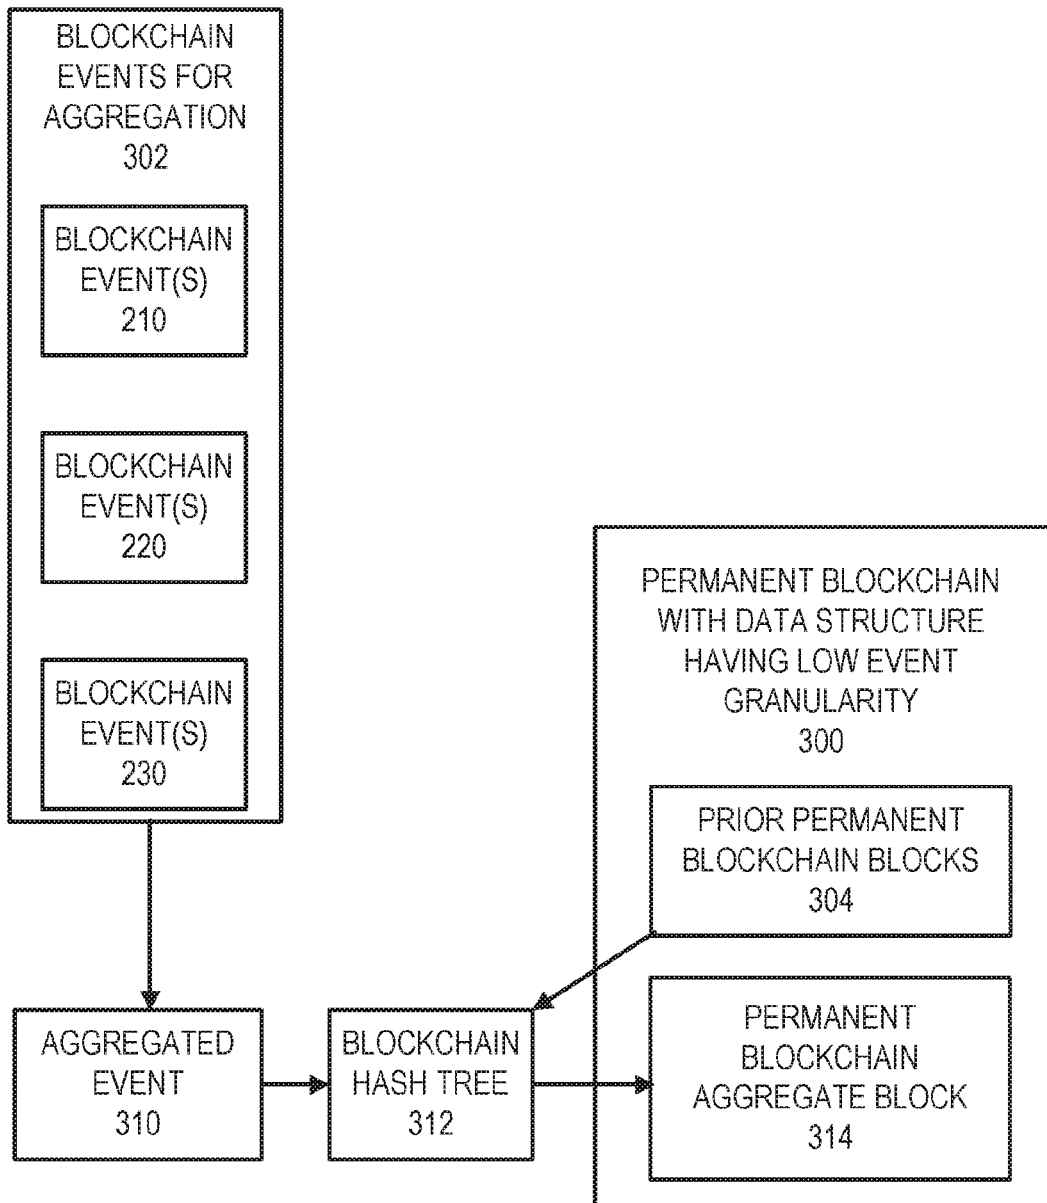 BLOCKCHAIN
EVENTS FOR
AGGREGATION
302
BLOCKCHAIN
EVENT(S)
210
BLOCKCHAIN
EVENT(S)
220
BLOCKCHAIN
EVENT(S)
230
PERMANENT BLOCKCHAIN
WITH DATA STRUCTURE
HAVING LOW EVENT
GRANULARITY
300
PRIOR PERMANENT
BLOCKCHAIN BLOCKS
304
AGGREGATED
EVENT
310
BLOCKCHAIN
HASH TREE
312
PERMANENT
BLOCKCHAIN
AGGREGATE BLOCK
314